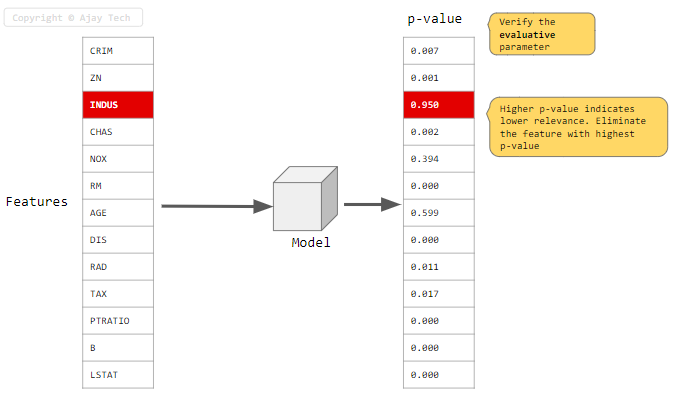 Copyright © Ajay Tech
p-value
Verify the
evaluative
parameter
CRIM 0.007
ZN 0.001
INDUS 0.950
Higher p-value indicates
lower relevance. Eliminate
the feature with highest
p-value
CHAS 0.002
NOX 0.394
RM 0.000
Features
AGE 0.599
Model
DIS 0.000
RAD 0.011
TAX 0.017
PTRATIO 0.000
B 0.000
LSTAT 0.000